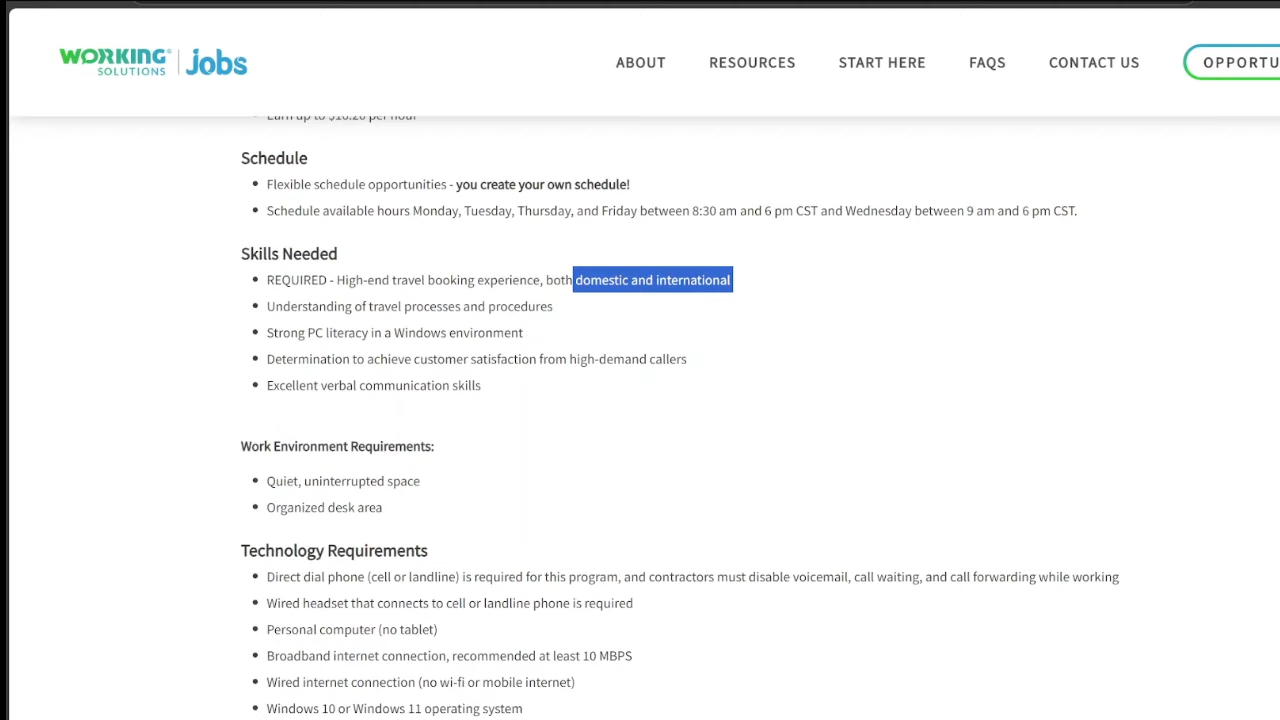 WORKING SOLUTIONS | jobs
ABOUT RESOURCES START HERE FAQS CONTACT US OPPORTU
Earn up to $16.20 per hour
Schedule
• Flexible schedule opportunities - you create your own schedule!
• Schedule available hours Monday, Tuesday, Thursday, and Friday between 8:30 am and 6 pm CST and Wednesday between 9 am and 6 pm CST.
Skills Needed
• REQUIRED - High-end travel booking experience, both domestic and international
• Understanding of travel processes and procedures
• Strong PC literacy in a Windows environment
• Determination to achieve customer satisfaction from high-demand callers
• Excellent verbal communication skills
Work Environment Requirements:
• Quiet, uninterrupted space
• Organized desk area
Technology Requirements
• Direct dial phone (cell or landline) is required for this program, and contractors must disable voicemail, call waiting, and call forwarding while working
• Wired headset that connects to cell or landline phone is required
• Personal computer (no tablet)
• Broadband internet connection, recommended at least 10 MBPS
• Wired internet connection (no wi-fi or mobile internet)
• Windows 10 or Windows 11 operating system